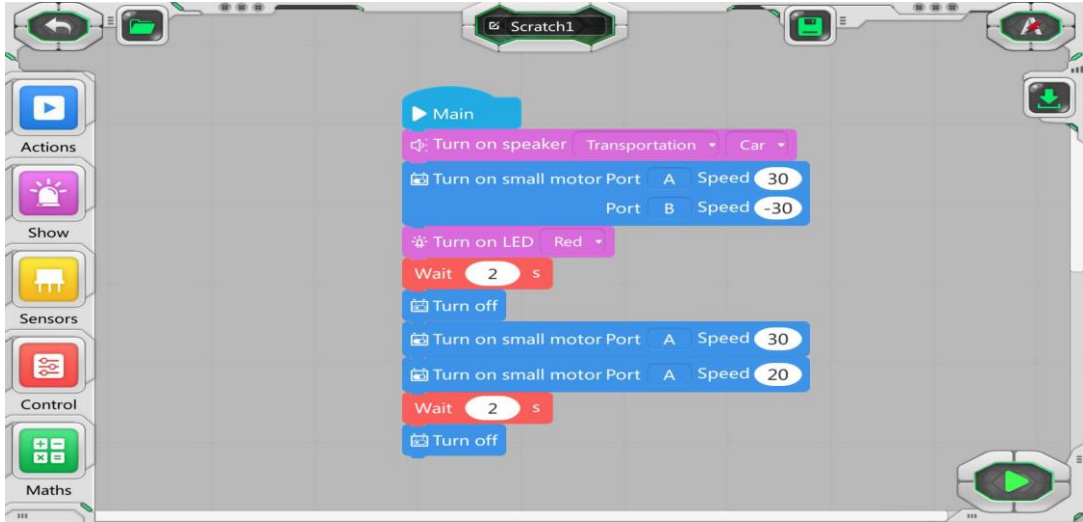 Scratch1
Main
Turn on speaker Transportation Car
Turn on small motor Port A Speed 30
Port B Speed -30
Turn on LED Red
Wait 2 s
Turn off
Turn on small motor Port A Speed 30
Turn on small motor Port A Speed 20
Wait 2 s
Turn off
Actions
Show
Sensors
Control
Maths